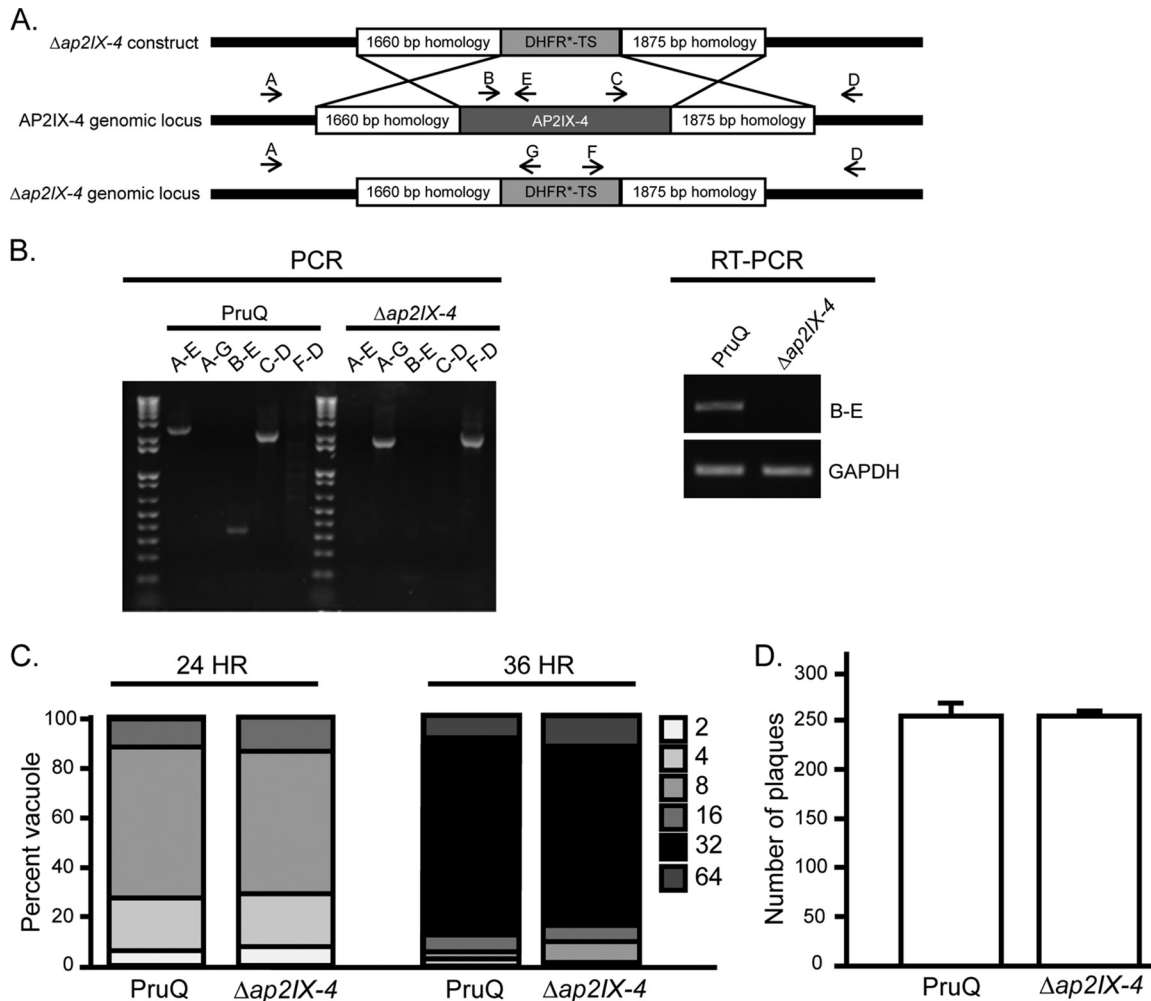 A.
Δap2IX-4 construct
1660 bp homology DHFR*-TS 1875 bp homology
A B E C D
AP2IX-4 genomic locus
1660 bp homology AP2IX-4 1875 bp homology
A G F D
Δap2IX-4 genomic locus
1660 bp homology DHFR*-TS 1875 bp homology
B.
PCR
PruQ Δap2IX-4
A-E A-G B-E C-D F-D A-E A-G B-E C-D F-D
RT-PCR
PruQ Δap2IX-4
B-E
GAPDH
C.
24 HR 36 HR
Percent vacuole
100
80
60
40
20
0
PruQ Δap2IX-4 PruQ Δap2IX-4
2
4
8
16
32
64
D.
Number of plaques
300
250
200
150
100
50
0
PruQ Δap2IX-4